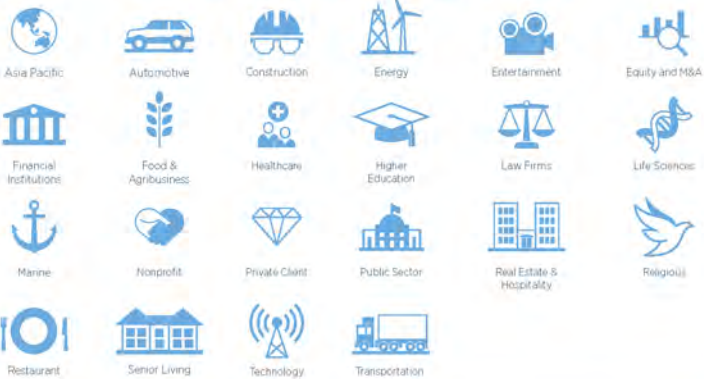 Asia Pacific
Automotive
Construction
Energy
Entertainment
Equity and M&A
Financial
Institutions
Food &
Agribusiness
Healthcare
Higher
Education
Law Firms
Life Sciences
Marine
Nonprofit
Private Client
Public Sector
Real Estate &
Hospitality
Religious
Restaurant
Senior Living
Technology
Transportation